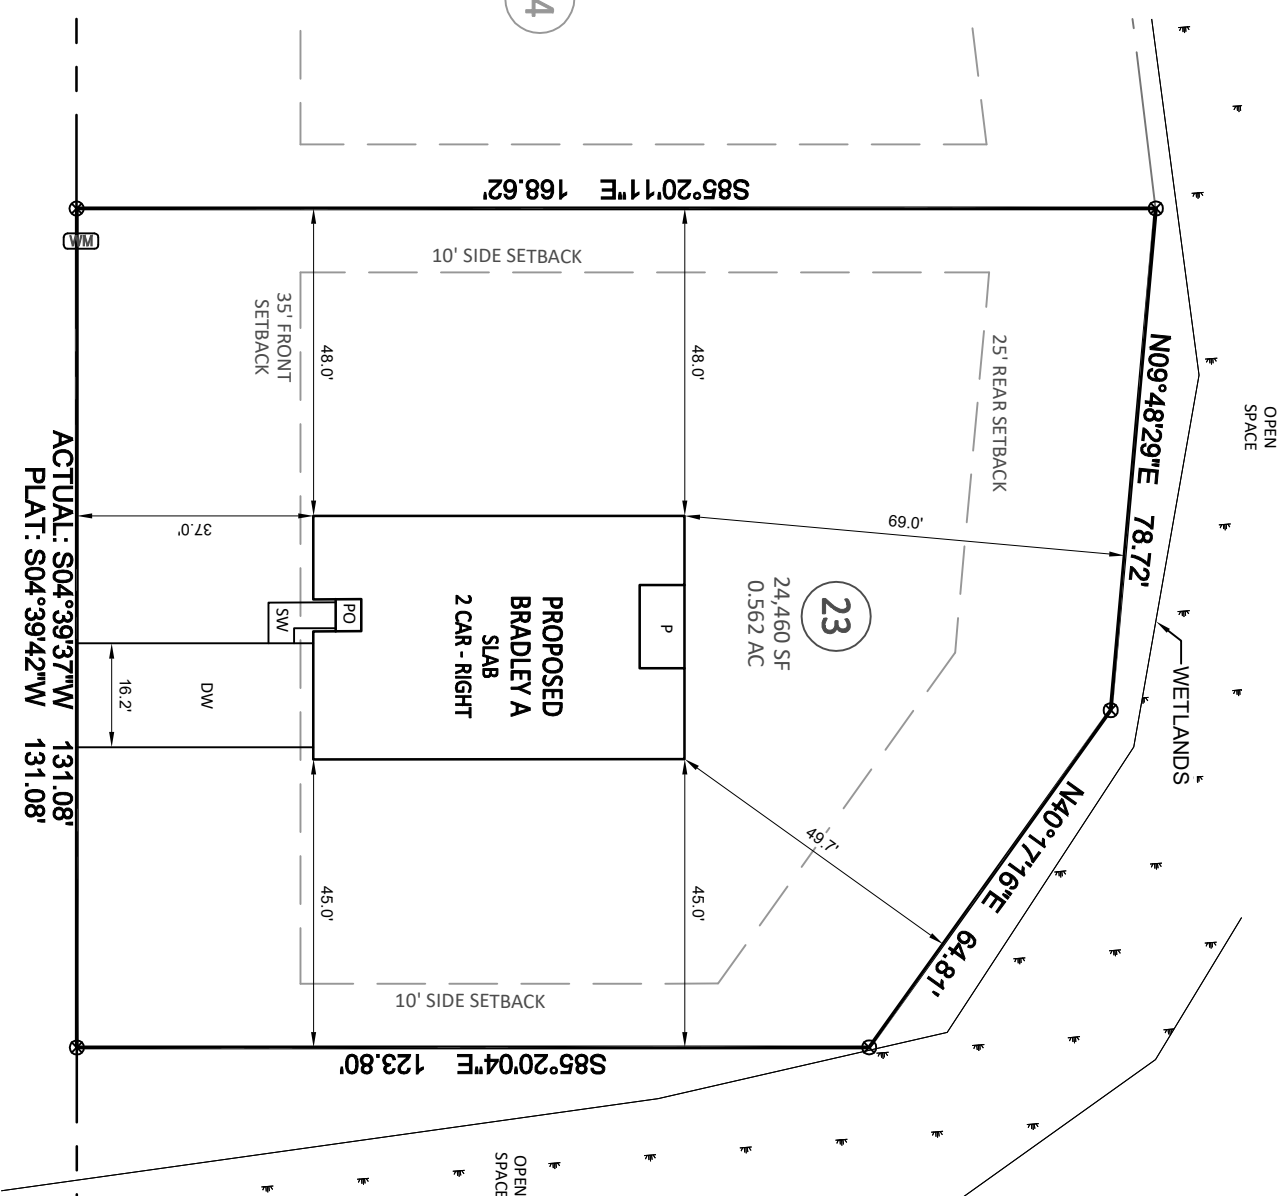 4
S85°20'11"E 168.62'
WM
10' SIDE SETBACK
35' FRONT
SETBACK
48.0'
48.0'
25' REAR SETBACK
N09°48'29"E 78.72'
OPEN
SPACE
69.0'
37.0'
ACTUAL: S04°39'37"W 131.08'
PLAT: S04°39'42"W 131.08'
PROPOSED
BRADLEY A
SLAB
2 CAR - RIGHT
P
PO
SW
DW
16.2'
23
24,460 SF
0.562 AC
WETLANDS
N40°17'16"E 64.81'
49.7'
45.0'
45.0'
10' SIDE SETBACK
S85°20'04"E 123.80'
OPEN
SPACE